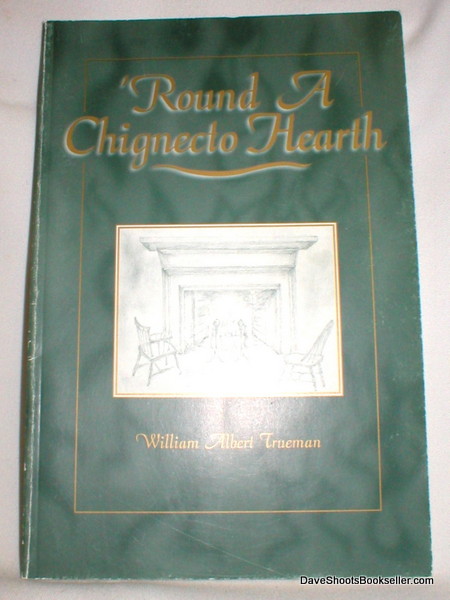 'Round A
Chignecto Hearth
William Albert Trueman
DaveShootsBookseller.com